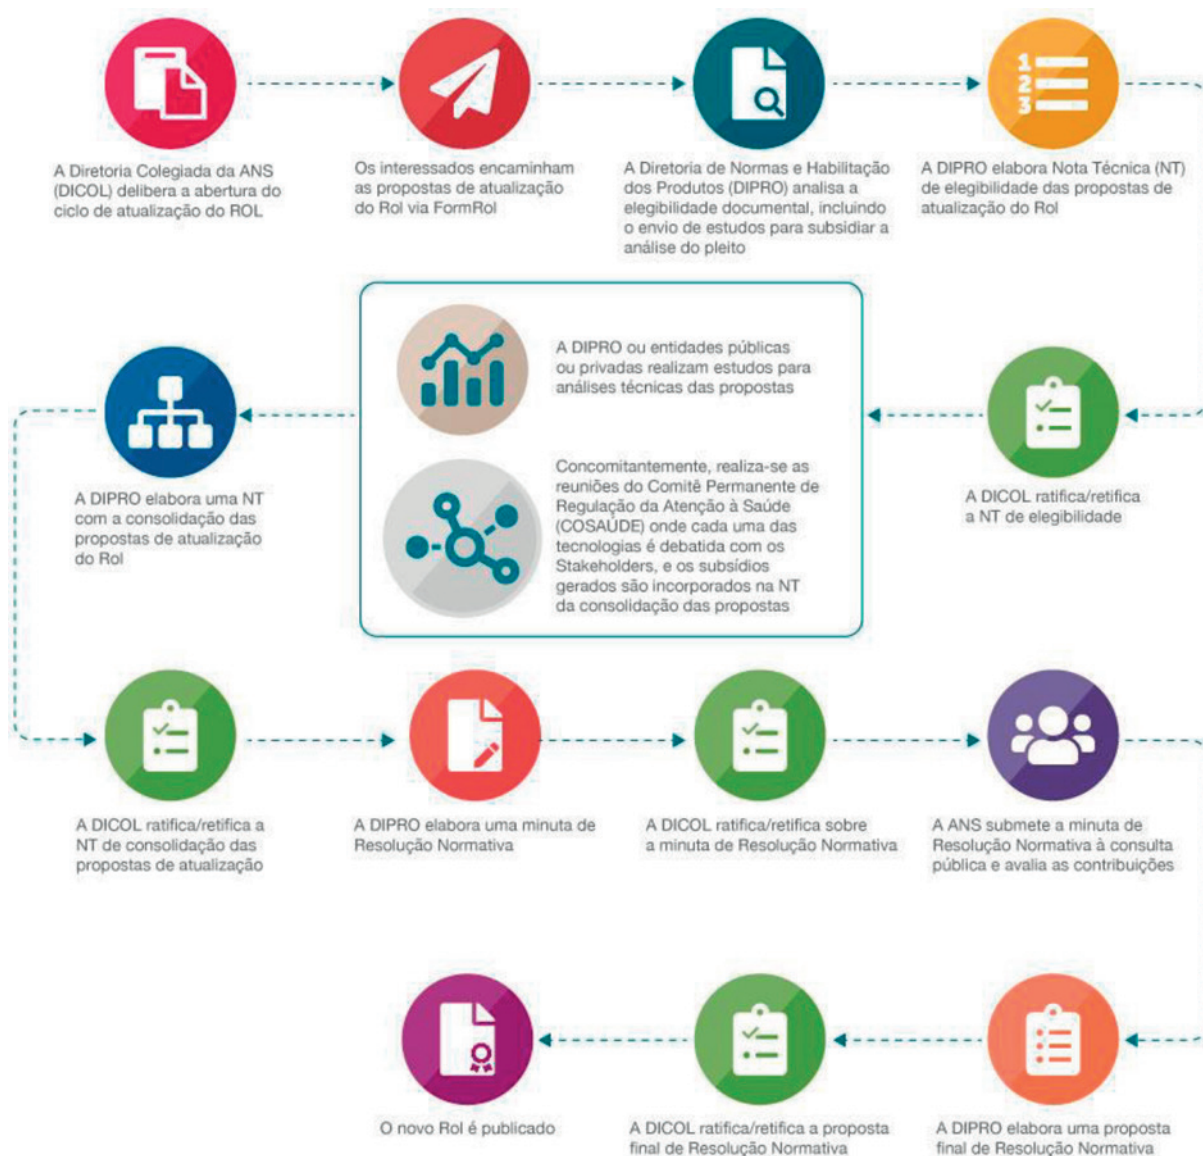 A Diretoria Colegiada da ANS
(DICOL) delibera a abertura do
ciclo de atualização do ROL
Os interessados encaminham
as propostas de atualização
do Rol via FormRol
A Diretoria de Normas e Habilitação
dos Produtos (DIPRO) analisa a
elegibilidade documental, incluindo
o envio de estudos para subsidiar a
análise do pleito
1
2
3
A DIPRO elabora Nota Técnica (NT)
de elegibilidade das propostas de
atualização do Rol
A DICOL ratifica/retifica
a NT de elegibilidade
A DIPRO ou entidades públicas
ou privadas realizam estudos para
análises técnicas das propostas
Concomitantemente, realiza-se as
reuniões do Comitê Permanente de
Regulação da Atenção à Saúde
(COSAÚDE) onde cada uma das
tecnologias é debatida com os
Stakeholders, e os subsídios
gerados são incorporados na NT
da consolidação das propostas
A DIPRO elabora uma NT
com a consolidação das
propostas de atualização
do Rol
A DICOL ratifica/retifica a
NT de consolidação das
propostas de atualização
A DIPRO elabora uma minuta de
Resolução Normativa
A DICOL ratifica/retifica sobre
a minuta de Resolução Normativa
A ANS submete a minuta de
Resolução Normativa à consulta
pública e avalia as contribuições
A DIPRO elabora uma proposta
final de Resolução Normativa
A DICOL ratifica/retifica a proposta
final de Resolução Normativa
O novo Rol é publicado